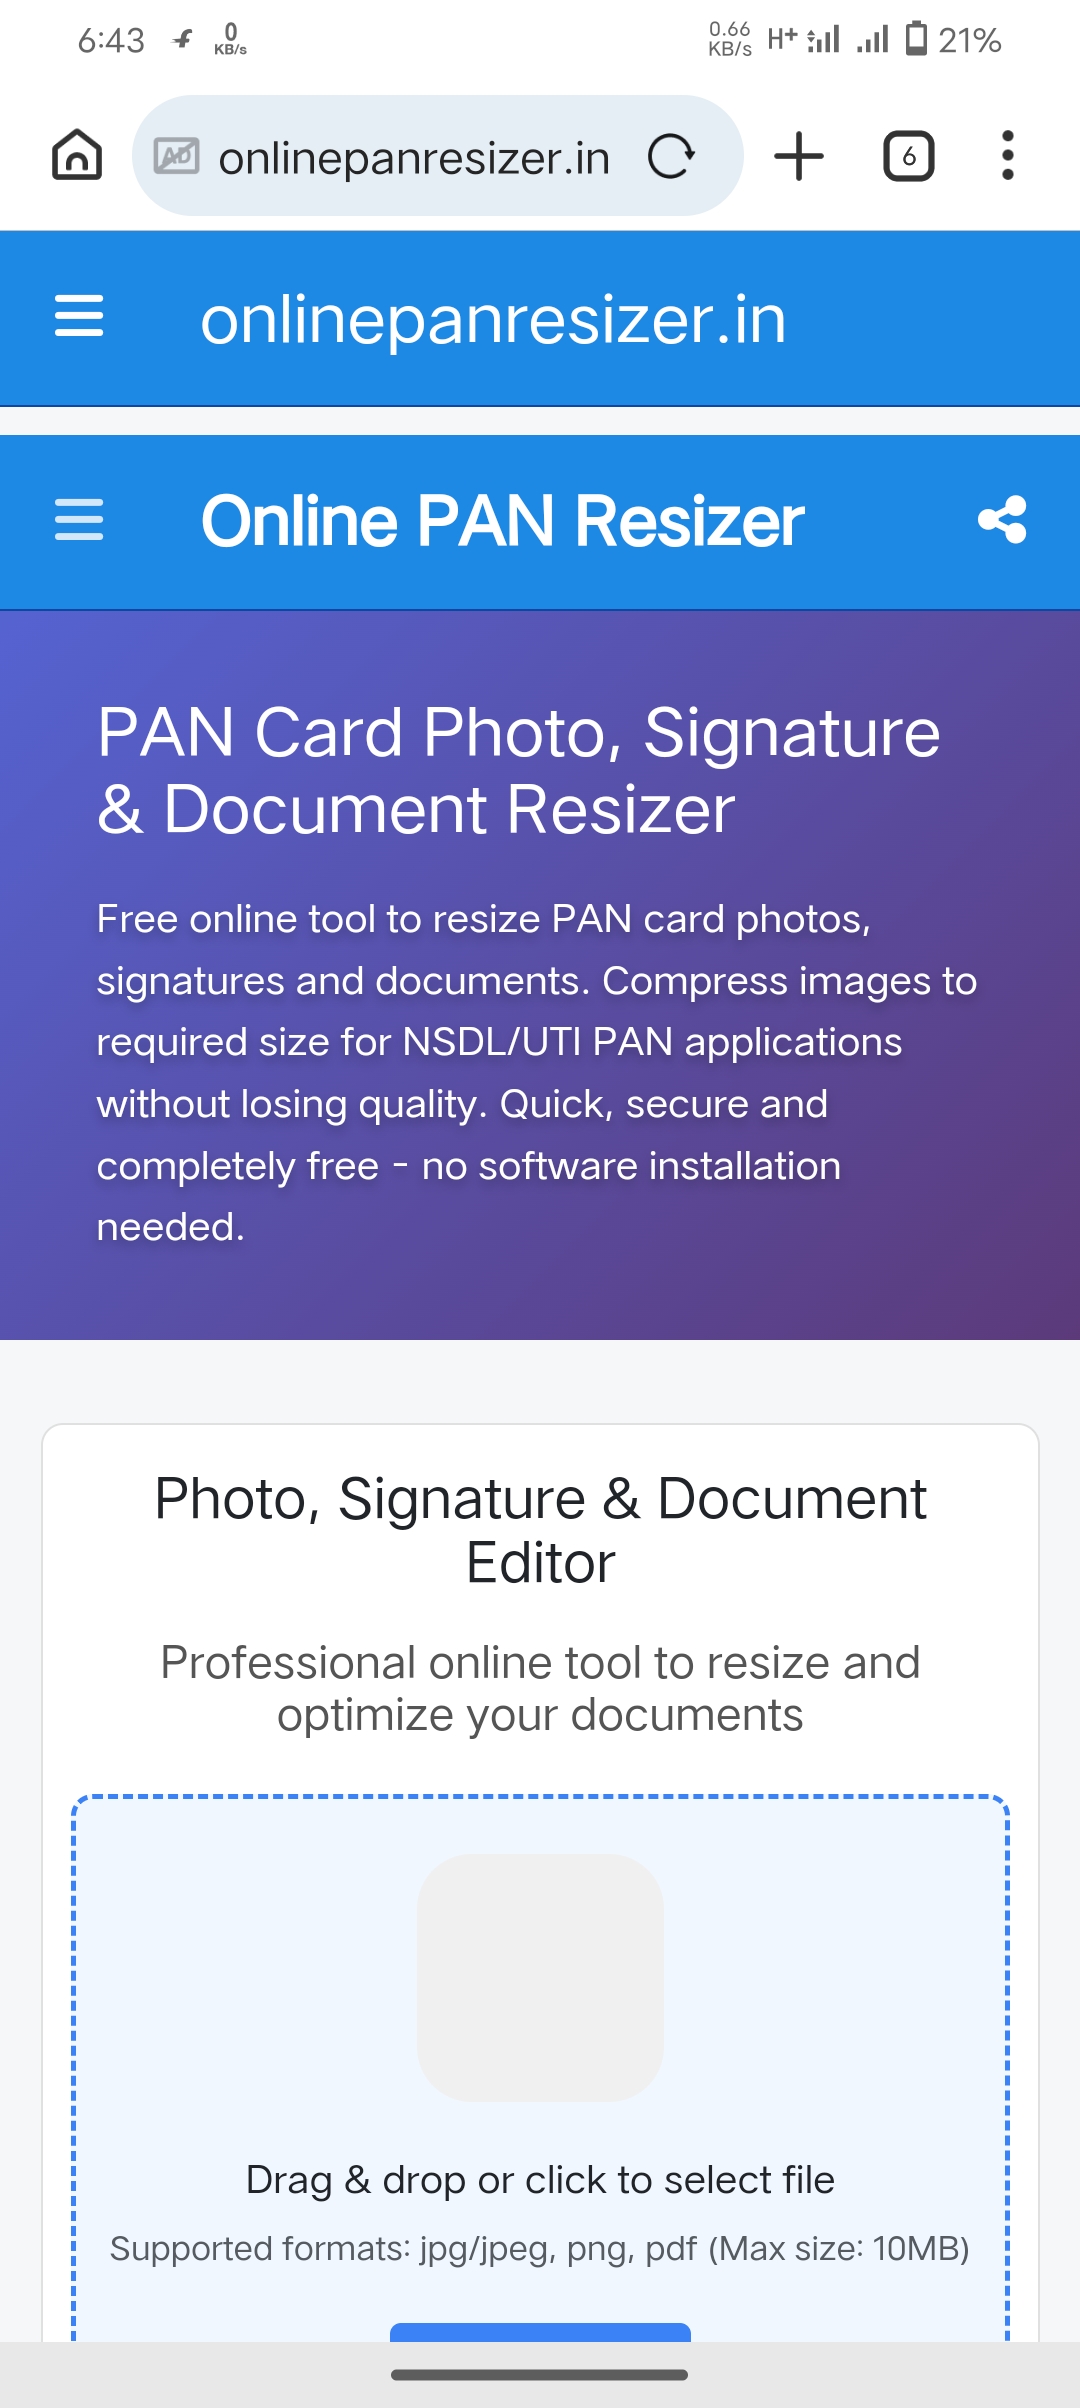 6:43 0 KB/s 0.66 KB/s H+ 21%
AD onlinepanresizer.in 6
onlinepanresizer.in
Online PAN Resizer
PAN Card Photo, Signature
& Document Resizer
Free online tool to resize PAN card photos,
signatures and documents. Compress images to
required size for NSDL/UTI PAN applications
without losing quality. Quick, secure and
completely free - no software installation
needed.
Photo, Signature & Document
Editor
Professional online tool to resize and
optimize your documents
Drag & drop or click to select file
Supported formats: jpg/jpeg, png, pdf (Max size: 10MB)